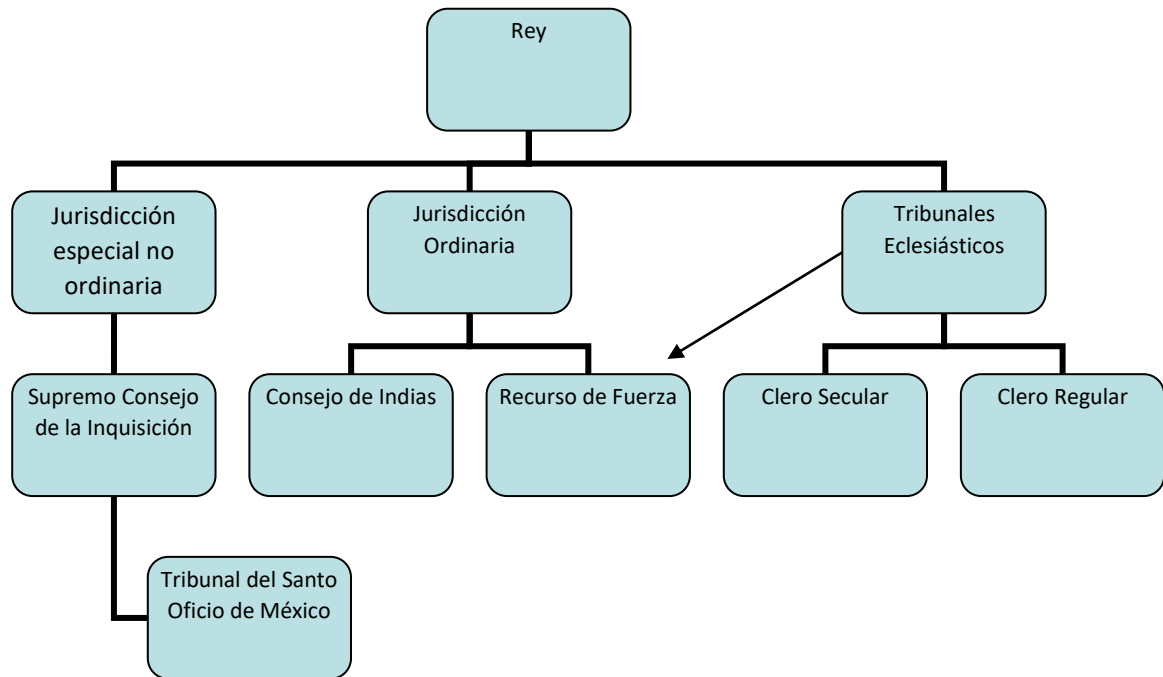 Rey
Jurisdicción
especial no
ordinaria
Jurisdicción
Ordinaria
Tribunales
Eclesiásticos
Supremo Consejo
de la Inquisición
Consejo de Indias
Recurso de Fuerza
Clero Secular
Clero Regular
Tribunal del Santo
Oficio de México